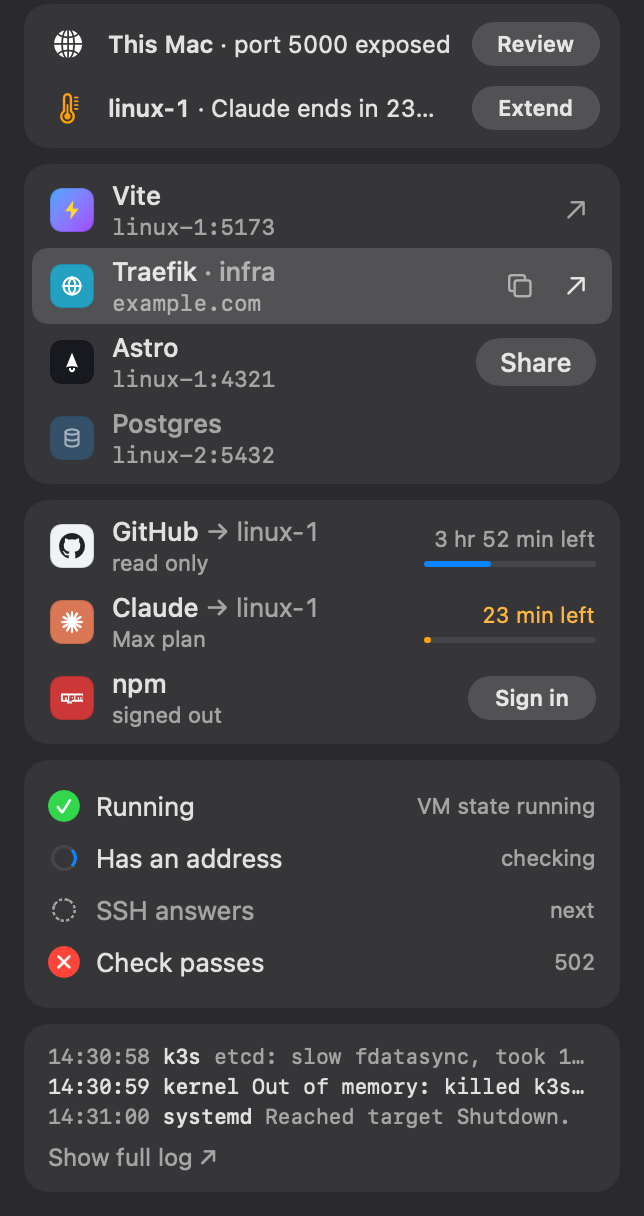 This Mac · port 5000 exposed Review
linux-1 · Claude ends in 23… Extend
Vite
linux-1:5173
Traefik · infra
example.com
Astro
linux-1:4321
Share
Postgres
linux-2:5432
GitHub → linux-1
read only
3 hr 52 min left
Claude → linux-1
Max plan
23 min left
npm
npm
signed out
Sign in
Running VM state running
Has an address checking
SSH answers next
Check passes 502
14:30:58 k3s etcd: slow fdatasync, took 1…
14:30:59 kernel Out of memory: killed k3s…
14:31:00 systemd Reached target Shutdown.
Show full log ↗